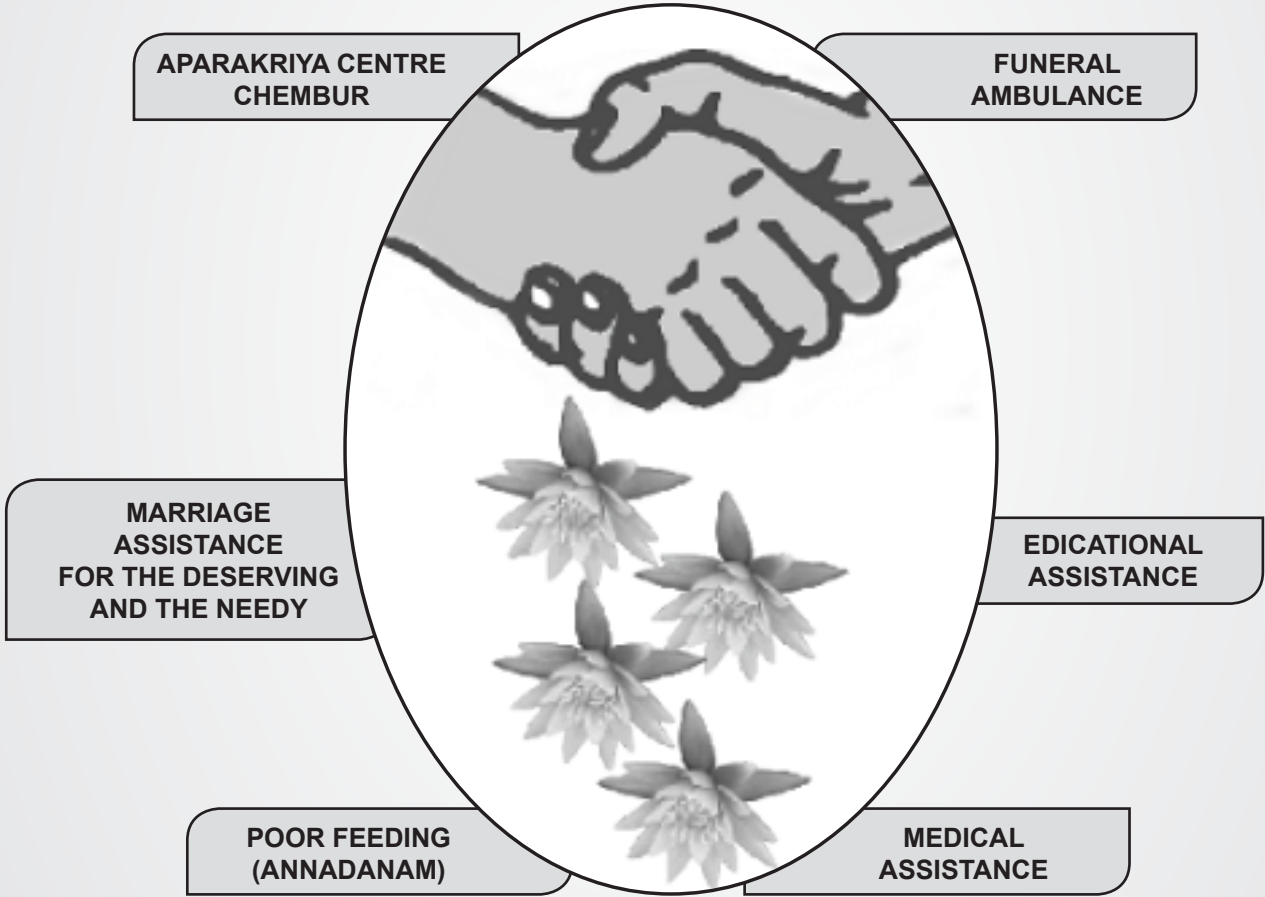 APARAKRIYA CENTRE
CHEMBUR
FUNERAL
AMBULANCE
MARRIAGE
ASSISTANCE
FOR THE DESERVING
AND THE NEEDY
EDICATIONAL
ASSISTANCE
POOR FEEDING
(ANNADANAM)
MEDICAL
ASSISTANCE